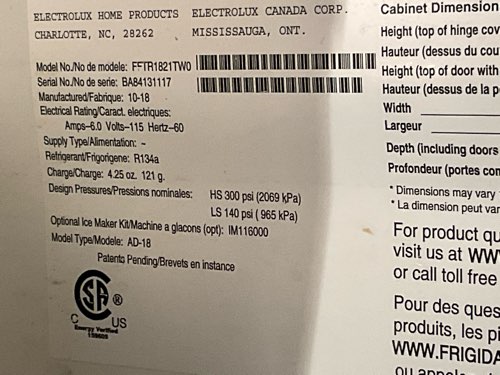 ELECTROLUX HOME PRODUCTS ELECTROLUX CANADA CORP.
CHARLOTTE, NC, 28262 MISSISSAUGA, ONT.
Model No./No de modele: FFTR1821TW0
Serial No./No de serie: BA84131117
Manufactured/Fabrique: 10-18
Electrical Rating/Caract. electriques:
Amps-6.0 Volts-115 Hertz-60
Supply Type/Alimentation: ~
Refrigerant/Frigorigene: R134a
Charge/Charge: 4.25 oz. 121 g.
Design Pressures/Pressions nominales: HS 300 psi (2069 kPa)
LS 140 psi ( 965 kPa)
Optional Ice Maker Kit/Machine a glacons (opt): IM116000
Model Type/Modele: AD-18
Patents Pending/Brevets en instance
SA ®
C US
Energy Verified
Cabinet Dimension
Height (top of hinge cov
Hauteur (dessus du cou
Height (top of door with
Hauteur (dessus de la p
Width
Largeur
Depth (including doors
Profondeur (portes con
* Dimensions may vary
* La dimension peut var
For product qu
visit us at WW
or call toll free
Pour des ques
produits, les pi
WWW.FRIGIDA
ou appel